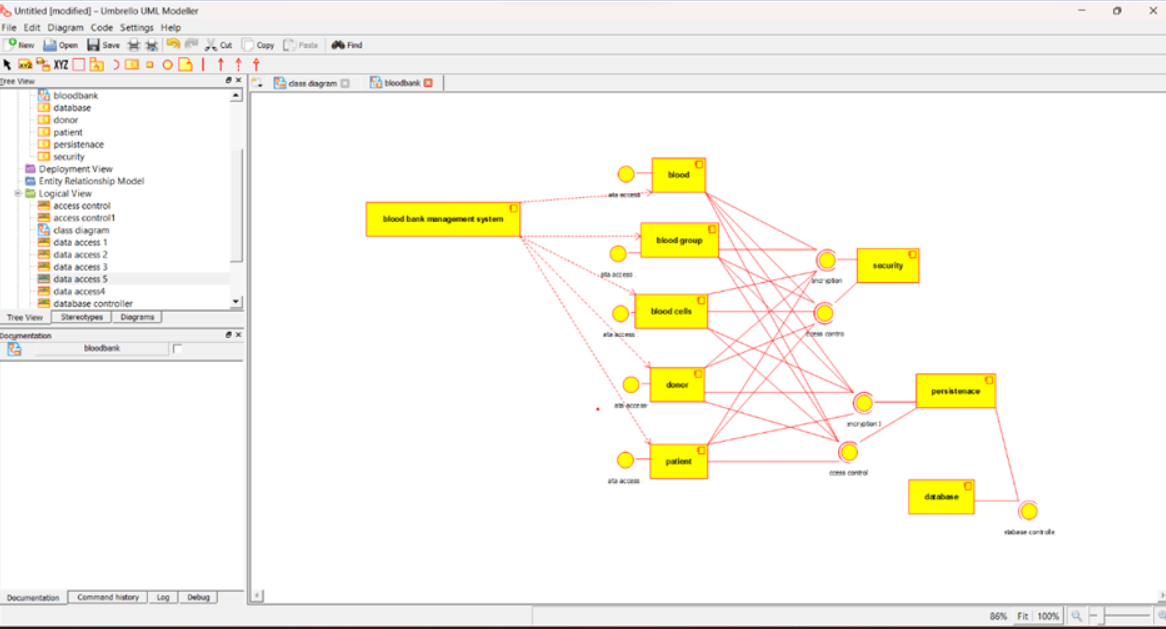 Untitled [modified] – Umbrello UML Modeller
File Edit Diagram Code Settings Help
New Open Save Cut Copy Paste Find
XYZ
Tree View
class diagram bloodbank
bloodbank
database
donor
patient
persistenace
security
Deployment View
Entity Relationship Model
Logical View
access control
access control1
class diagram
data access 1
data access 2
data access 3
data access 5
data access4
database controller
Tree View Stereotypes Diagrams
Documentation
bloodbank
blood
ata access
blood bank management system
blood group
ata access
security
encryption
blood cells
ata access
ccess contro
donor
ata access
persistenace
encryption 1
patient
ata access
ccess control
database
atabase controlle
Documentation Command history Log Debug
86% Fit 100%